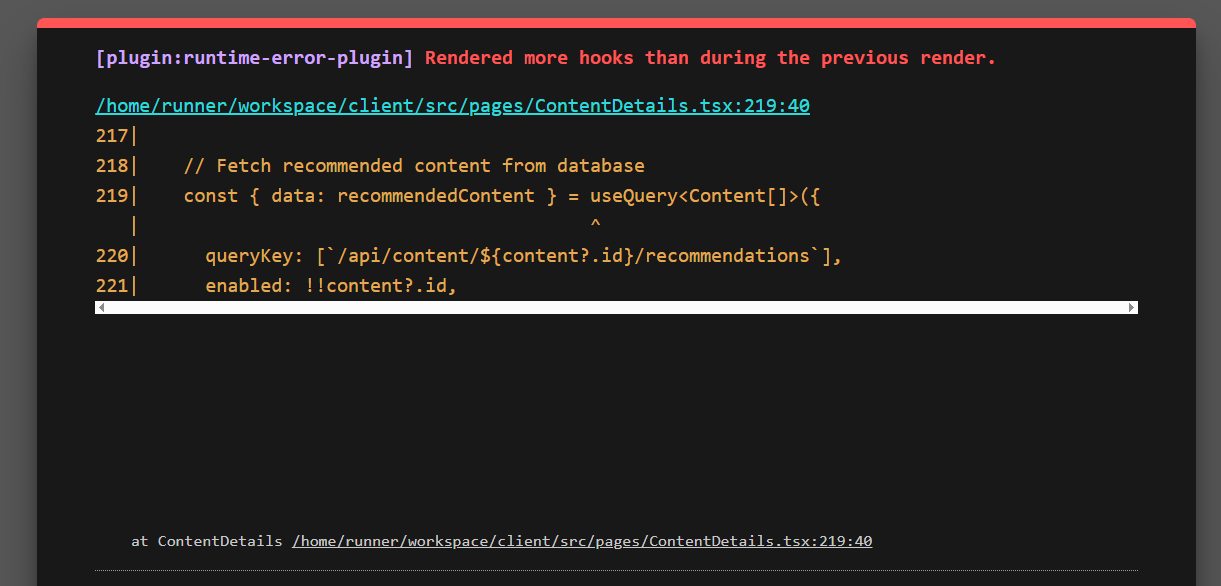 [plugin:runtime-error-plugin] Rendered more hooks than during the previous render.
/home/runner/workspace/client/src/pages/ContentDetails.tsx:219:40
217|
218|    // Fetch recommended content from database
219|    const { data: recommendedContent } = useQuery<Content[]>({
   |                                         ^
220|      queryKey: [`/api/content/${content?.id}/recommendations`],
221|      enabled: !!content?.id,
at ContentDetails /home/runner/workspace/client/src/pages/ContentDetails.tsx:219:40